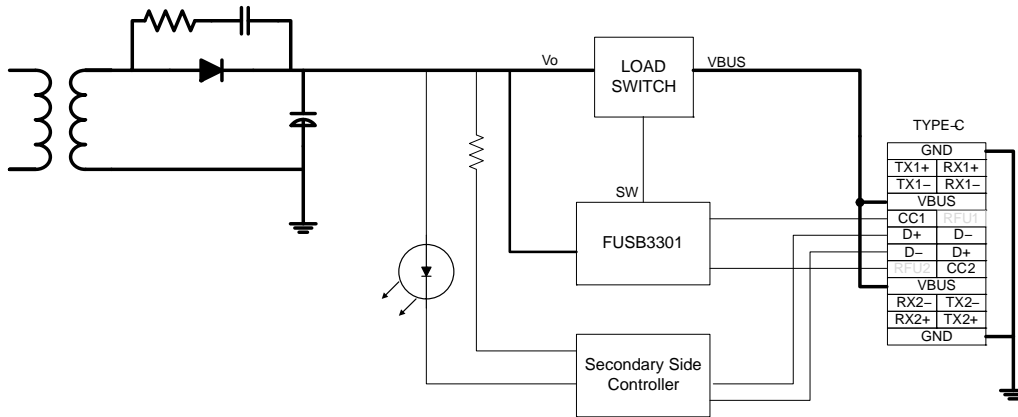 Vo
LOAD
SWITCH
VBUS
TYPE-C
GND
TX1+ RX1+
TX1− RX1−
VBUS
SW
CC1 RFU1
FUSB3301
D+ D−
D− D+
RFU2 CC2
VBUS
RX2− TX2−
RX2+ TX2+
GND
Secondary Side
Controller